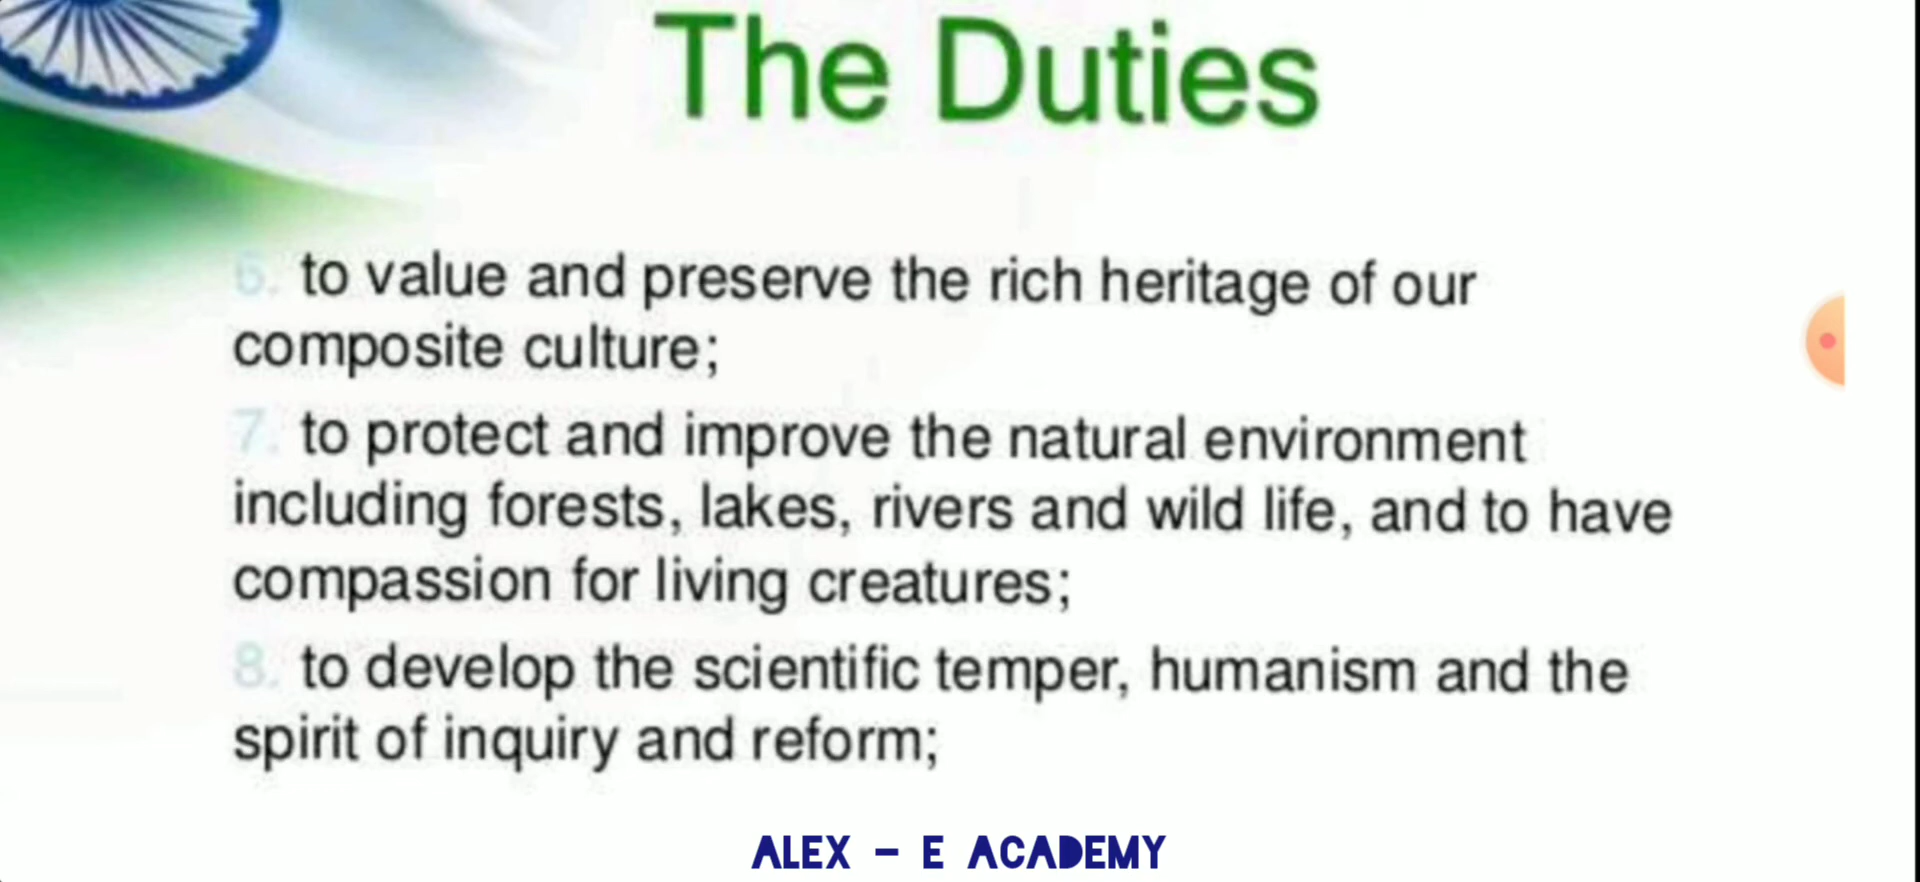 The Duties
6. to value and preserve the rich heritage of our
composite culture;
7. to protect and improve the natural environment
including forests, lakes, rivers and wild life, and to have
compassion for living creatures;
8. to develop the scientific temper, humanism and the
spirit of inquiry and reform;
ALEX - E ACADEMY